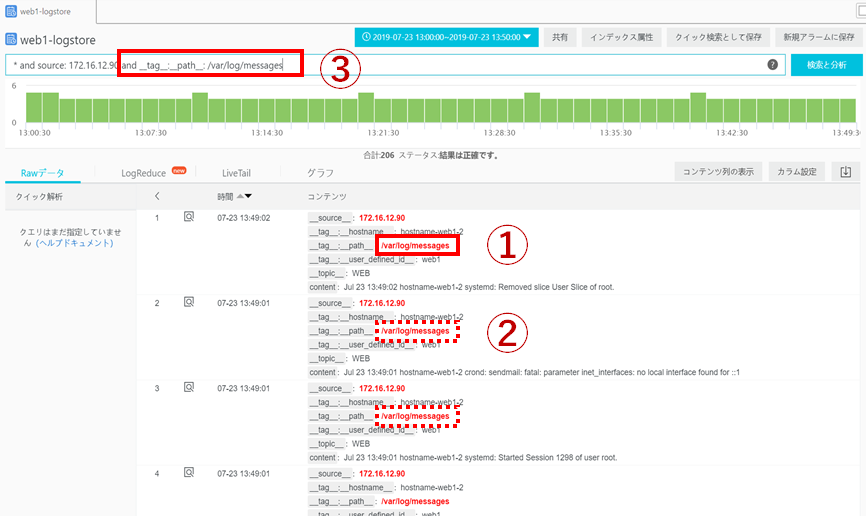 web1-logstore
web1-logstore
2019-07-23 13:00:00~2019-07-23 13:50:00 共有 インデックス属性 クイック検索として保存 新規アラームに保存
* and source: 172.16.12.90 and __tag__:__path__: /var/log/messages ? 検索と分析
③
6
0
13:00:30 13:07:30 13:14:30 13:21:30 13:28:30 13:35:30 13:42:30 13:49:3
合計:206 ステータス:結果は正確です。
Rawデータ LogReduce new LiveTail グラフ コンテンツ列の表示 カラム設定
クイック解析 時間 コンテンツ
クエリはまだ指定していません(ヘルプドキュメント)
1 07-23 13:49:02 __source__: 172.16.12.90
__tag__:__hostname__: hostname-web1-2
__tag__:__path__ /var/log/messages
①
__tag__:__user_defined_id__: web1
__topic__: WEB
content: Jul 23 13:49:02 hostname-web1-2 systemd: Removed slice User Slice of root.
2 07-23 13:49:01 __source__: 172.16.12.90
__tag__:__hostname__: hostname-web1-2
__tag__:__path__ /var/log/messages
②
__tag__:__user_defined_id__: web1
__topic__: WEB
content: Jul 23 13:49:01 hostname-web1-2 crond: sendmail: fatal: parameter inet_interfaces: no local interface found for ::1
3 07-23 13:49:01 __source__: 172.16.12.90
__tag__:__hostname__: hostname-web1-2
__tag__:__path__ /var/log/messages
__tag__:__user_defined_id__: web1
__topic__: WEB
content: Jul 23 13:49:01 hostname-web1-2 systemd: Started Session 1298 of user root.
4 07-23 13:49:01 __source__: 172.16.12.90
__tag__:__hostname__: hostname-web1-2
__tag__:__path__: /var/log/messages